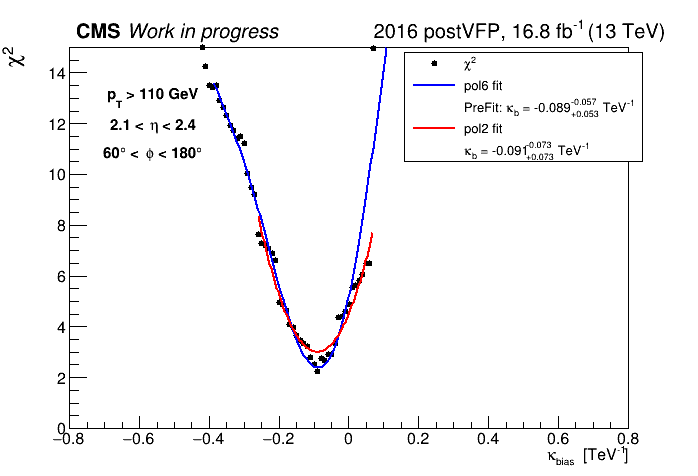 CMS Work in progress 2016 postVFP, 16.8 fb⁻¹ (13 TeV)
χ²
14
12
10
8
6
4
2
0
p_T > 110 GeV
2.1 < η < 2.4
60° < φ < 180°
χ²
pol6 fit
PreFit: κ_b = -0.089^{-0.057}_{+0.053} TeV⁻¹
pol2 fit
κ_b = -0.091^{-0.073}_{+0.073} TeV⁻¹
−0.8 −0.6 −0.4 −0.2 0 0.2 0.4 0.6 0.8
κ_bias [TeV⁻¹]